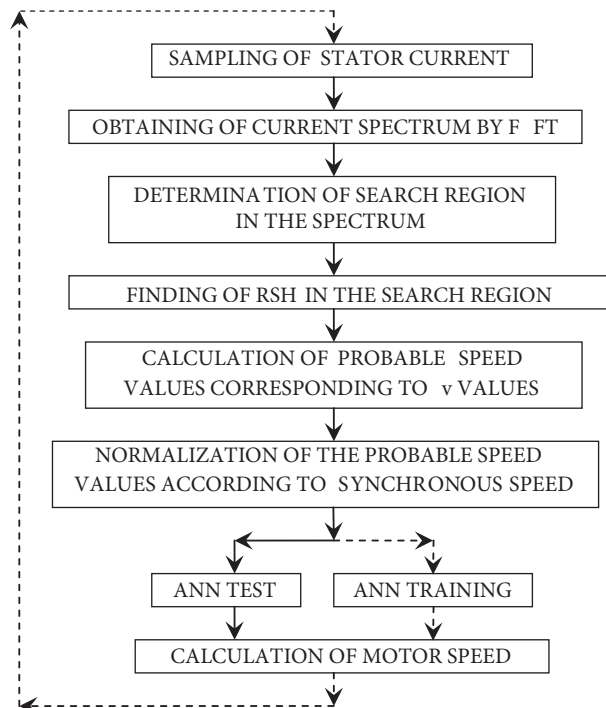 SAMPLING OF STATOR CURRENT
OBTAINING OF CURRENT SPECTRUM BY F FT
DETERMINATION OF SEARCH REGION
IN THE SPECTRUM
FINDING OF RSH IN THE SEARCH REGION
CALCULATION OF PROBABLE SPEED
VALUES CORRESPONDING TO v VALUES
NORMALIZATION OF THE PROBABLE SPEED
VALUES ACCORDING TO SYNCHRONOUS SPEED
ANN TEST
ANN TRAINING
CALCULATION OF MOTOR SPEED